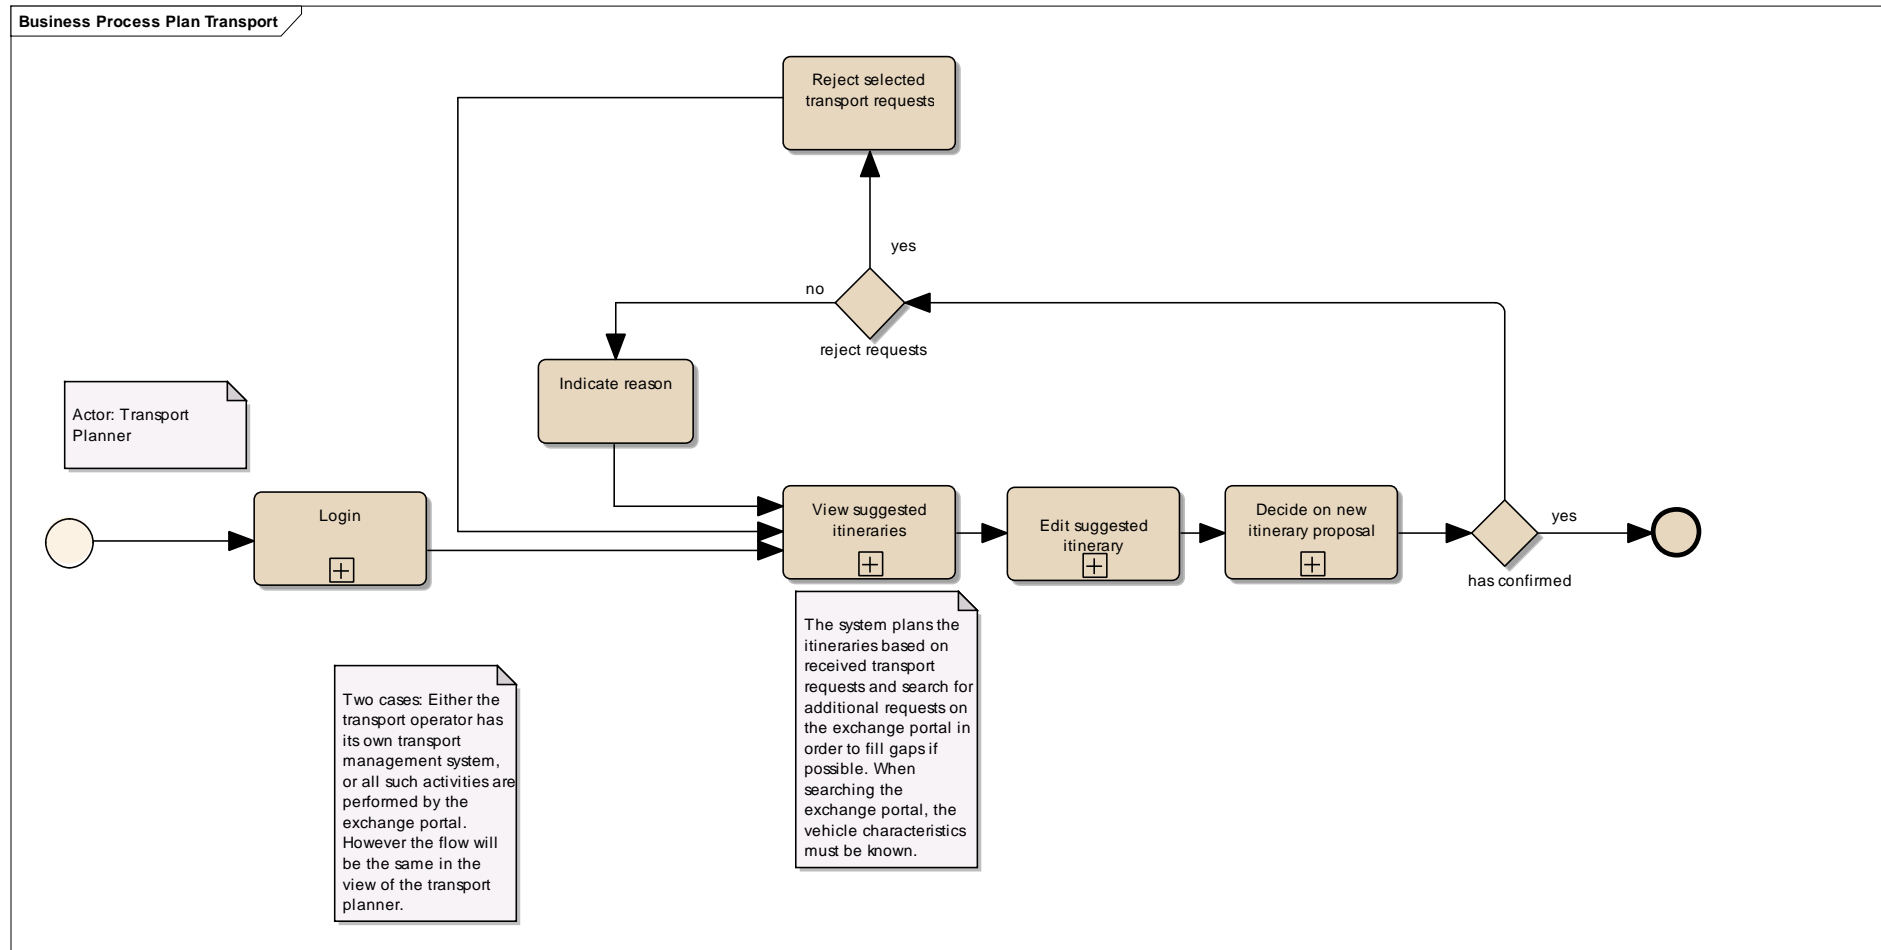 Business Process Plan Transport
Reject selected
transport requests
yes
no
reject requests
Indicate reason
Actor: Transport
Planner
Login
View suggested
itineraries
Edit suggested
itinerary
Decide on new
itinerary proposal
yes
has confirmed
The system plans the
itineraries based on
received transport
requests and search for
additional requests on
the exchange portal in
order to fill gaps if
possible. When
searching the
exchange portal, the
vehicle characteristics
must be known.
Two cases: Either the
transport operator has
its own transport
management system,
or all such activities are
performed by the
exchange portal.
However the flow will
be the same in the
view of the transport
planner.